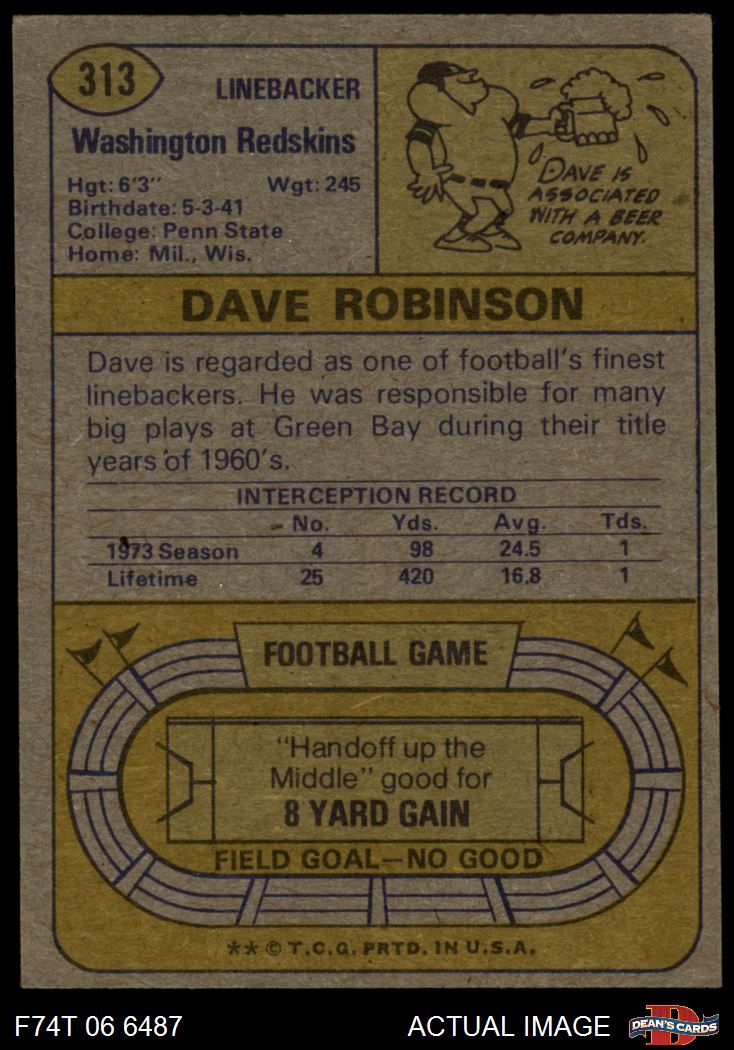 313
LINEBACKER
Washington Redskins
Hgt: 6'3" Wgt: 245
Birthdate: 5-3-41
College: Penn State
Home: Mil., Wis.
DAVE IS
ASSOCIATED
WITH A BEER
COMPANY.
DAVE ROBINSON
Dave is regarded as one of football's finest
linebackers. He was responsible for many
big plays at Green Bay during their title
years of 1960's.
INTERCEPTION RECORD
No. Yds. Avg. Tds.
1973 Season 4 98 24.5 1
Lifetime 25 420 16.8 1
FOOTBALL GAME
"Handoff up the
Middle" good for
8 YARD GAIN
FIELD GOAL—NO GOOD
** © T.C.G. PRTD. IN U.S.A.
F74T 06 6487 ACTUAL IMAGE
D
DEAN'S CARDS